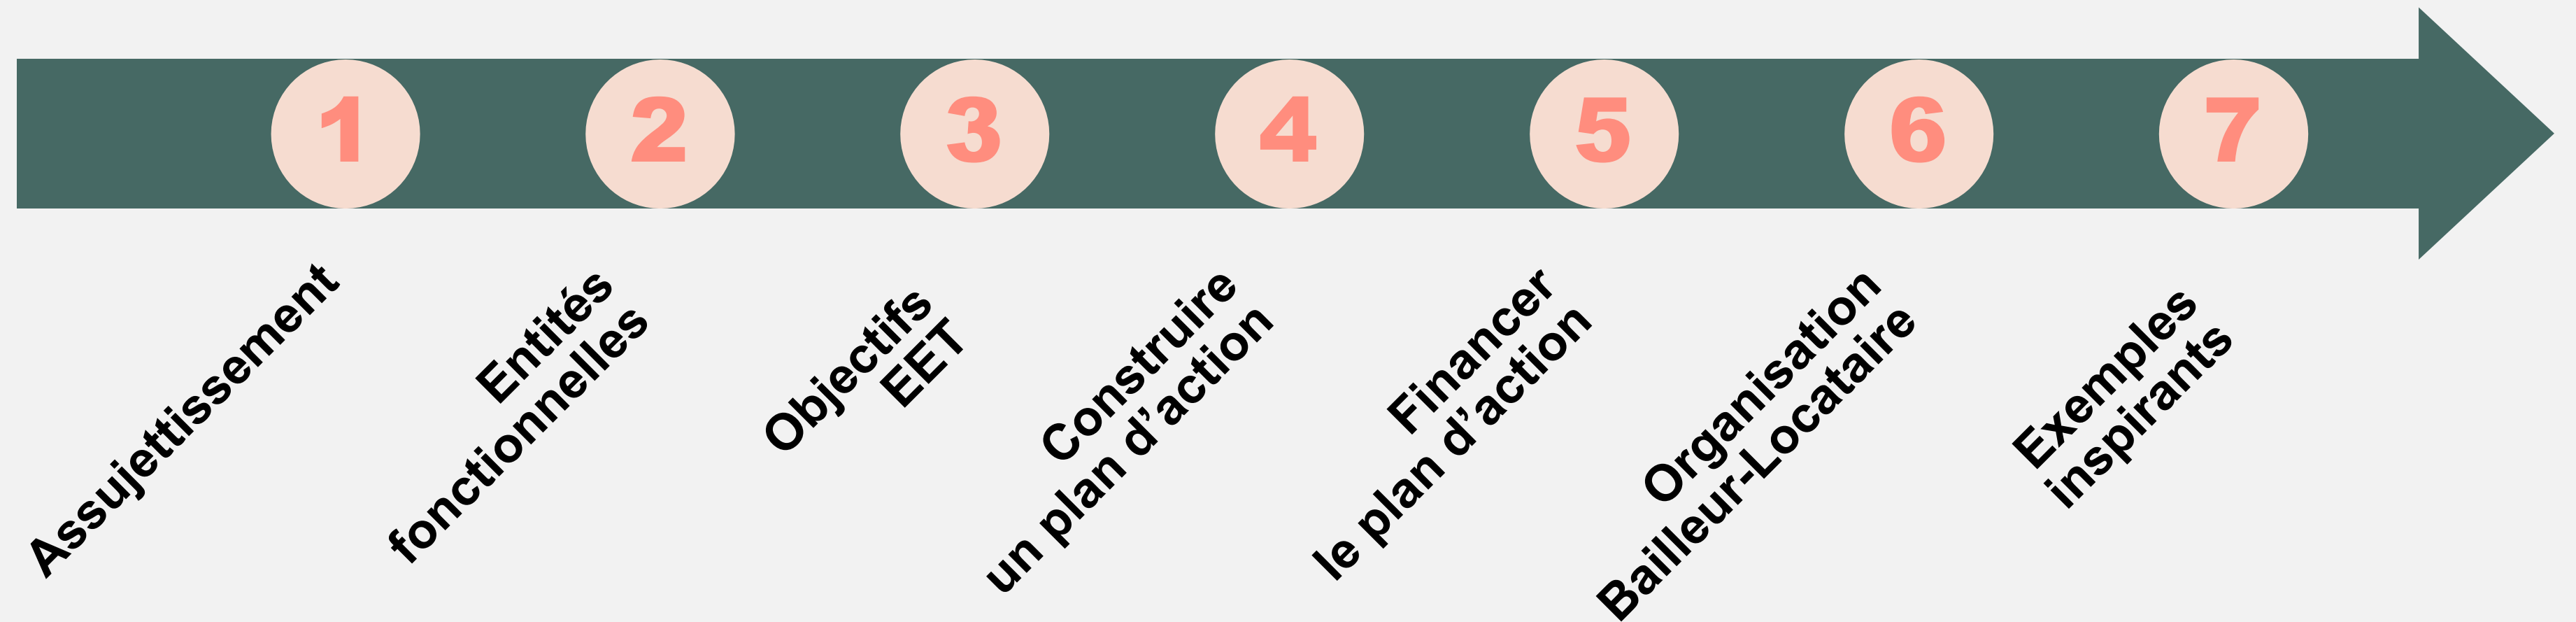 1
2
3
4
5
6
7
Assujettissement
Entités
fonctionnelles
Objectifs
EET
Construire
un plan d’action
Financer
le plan d’action
Organisation
Bailleur-Locataire
Exemples
inspirants